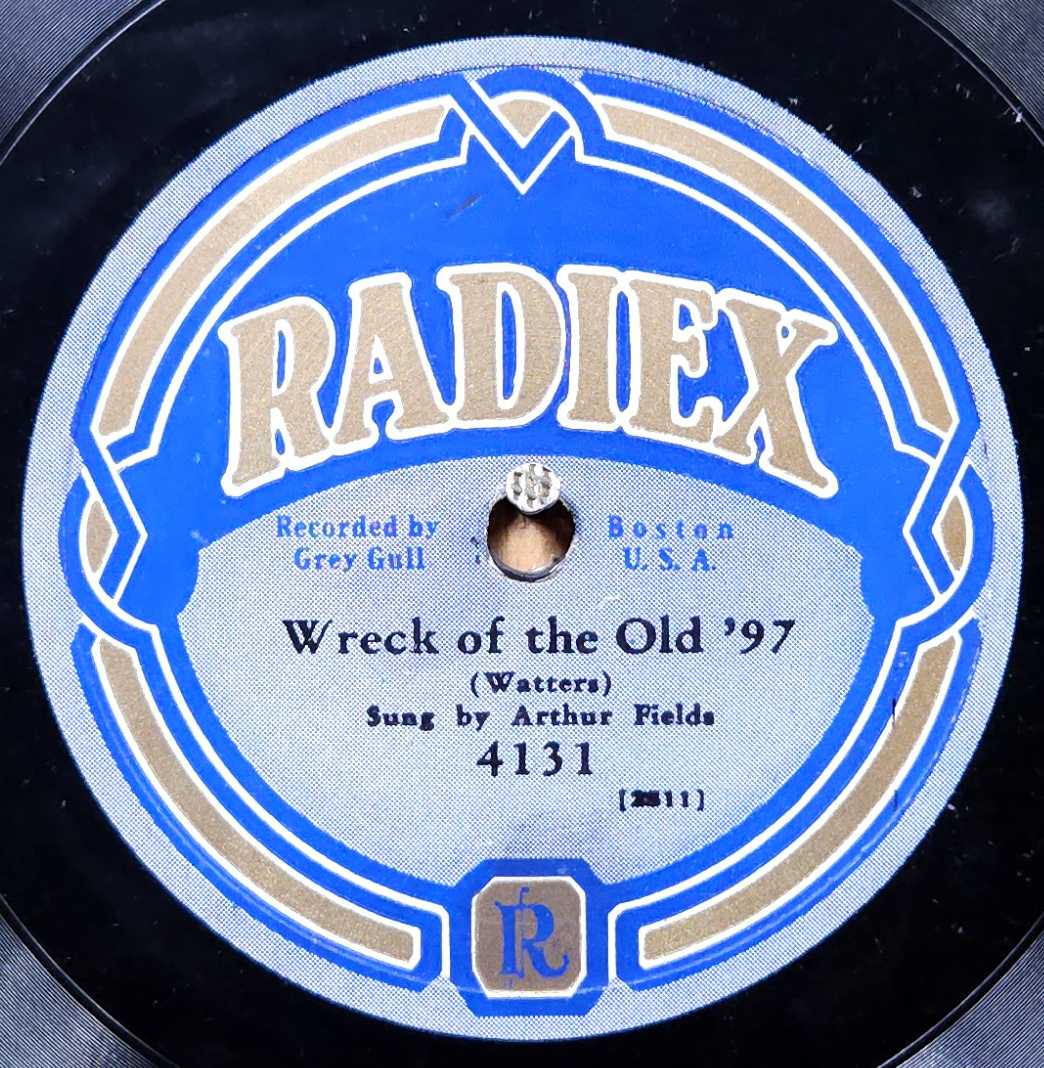 RADIEX
Recorded by
Grey Gull
Boston
U. S. A.
Wreck of the Old ’97
(Watters)
Sung by Arthur Fields
4131
R